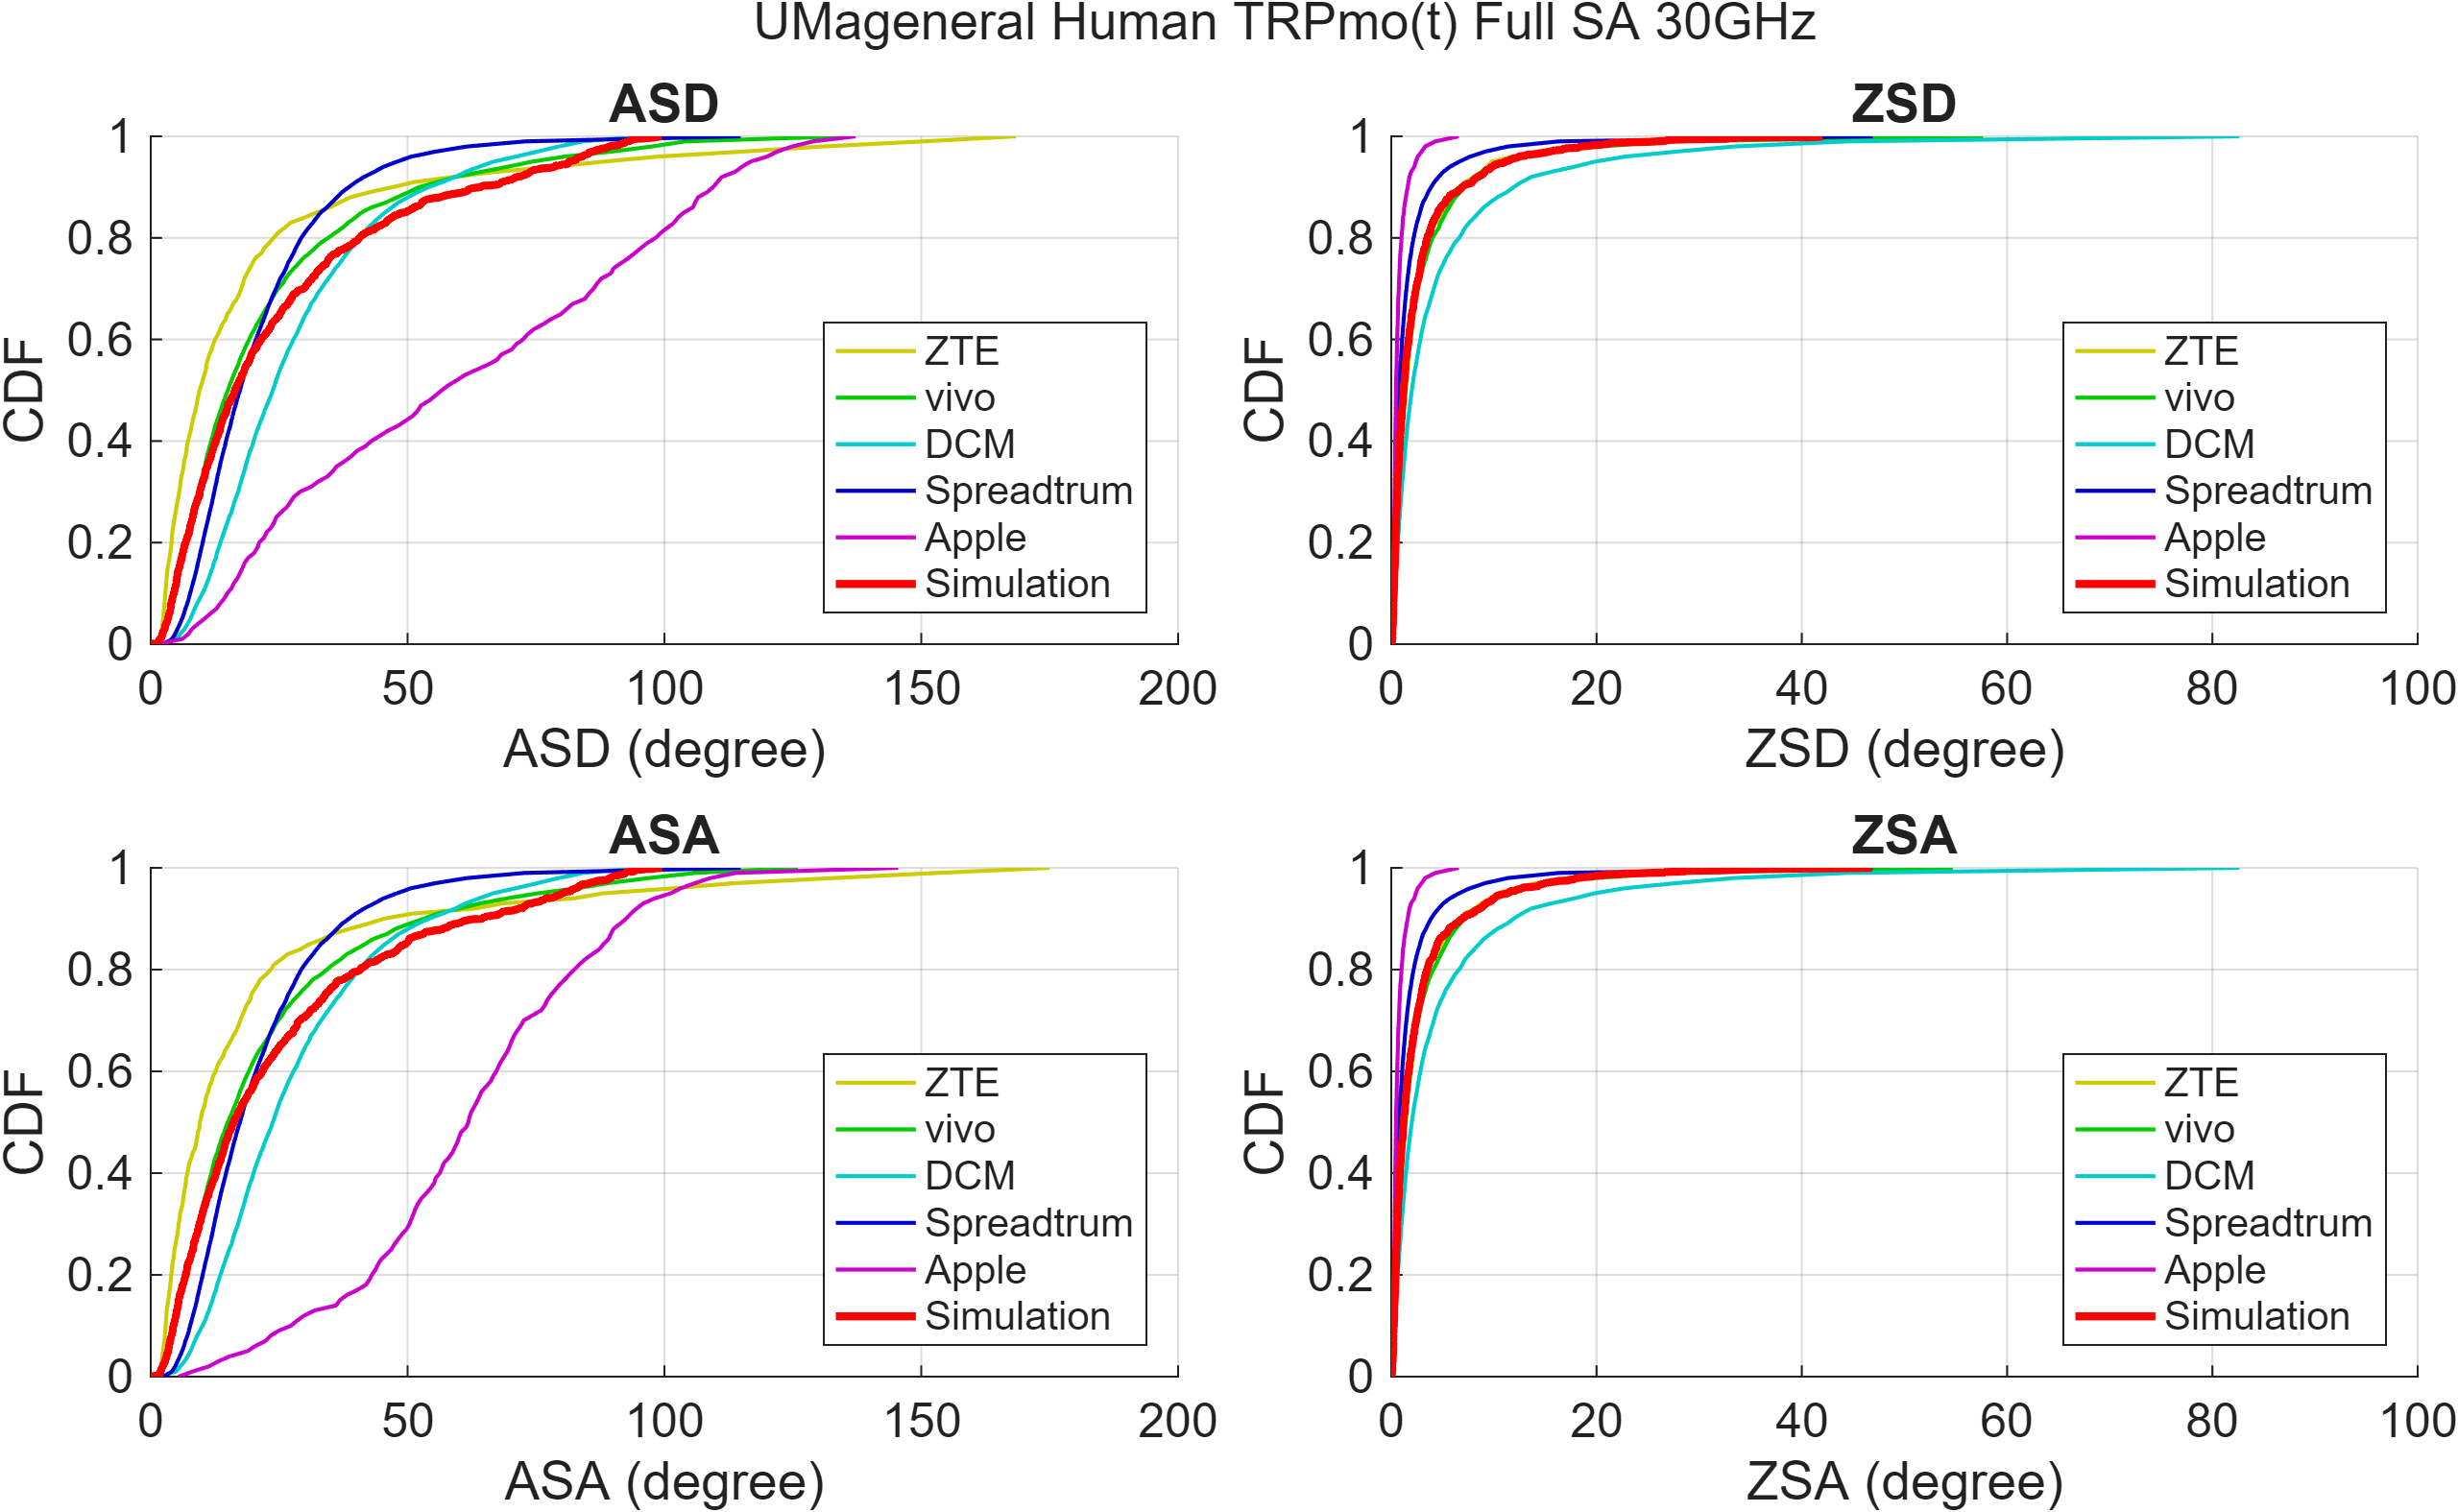 UMageneral Human TRPmo(t) Full SA 30GHz
ASD
1
0.8
0.6
0.4
0.2
0
CDF
0
50
100
150
200
ASD (degree)
ZTE
vivo
DCM
Spreadtrum
Apple
Simulation
ZSD
1
0.8
0.6
0.4
0.2
0
CDF
0
20
40
60
80
100
ZSD (degree)
ZTE
vivo
DCM
Spreadtrum
Apple
Simulation
ASA
1
0.8
0.6
0.4
0.2
0
CDF
0
50
100
150
200
ASA (degree)
ZTE
vivo
DCM
Spreadtrum
Apple
Simulation
ZSA
1
0.8
0.6
0.4
0.2
0
CDF
0
20
40
60
80
100
ZSA (degree)
ZTE
vivo
DCM
Spreadtrum
Apple
Simulation